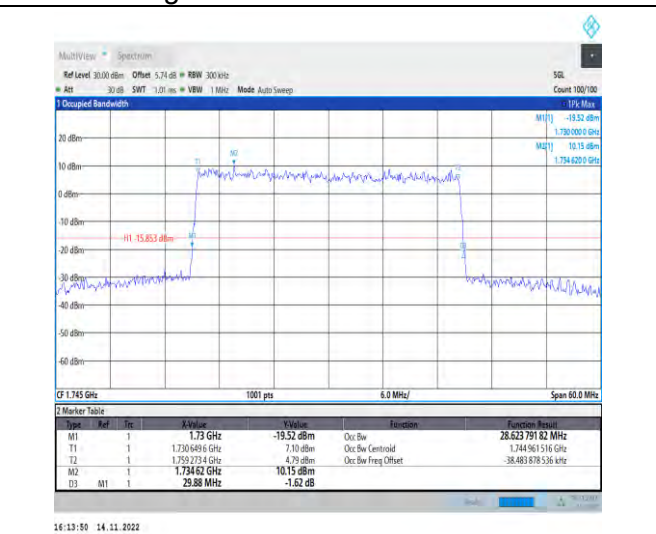 MultiView Spectrum
Ref Level 30.00 dBm Offset 5.74 dB RBW 300 kHz SGL
Att 30 dB SWT 1.01 ms VBW 1 MHz Mode Auto Sweep Count 100/100
1 Occupied Bandwidth 1Pk Max
M1[1] -19.52 dBm
1.730 000 0 GHz
20 dBm M2[1] 10.15 dBm
1.734 620 0 GHz
M2
T1
10 dBm
0 dBm
-10 dBm
H1 -15.853 dBm M1
-20 dBm
-30 dBm
-40 dBm
-50 dBm
-60 dBm
CF 1.745 GHz 1001 pts 6.0 MHz/ Span 60.0 MHz
2 Marker Table
Type Ref Trc X-Value Y-Value Function Function Result
M1 1 1.73 GHz -19.52 dBm Occ Bw 28.623 791 82 MHz
T1 1 1.730 649 6 GHz 7.10 dBm Occ Bw Centroid 1.744 961 516 GHz
T2 1 1.759 273 4 GHz 4.79 dBm Occ Bw Freq Offset -38.483 878 536 kHz
M2 1 1.734 62 GHz 10.15 dBm
D3 M1 1 29.88 MHz -1.62 dB
16:13:50 14.11.2022